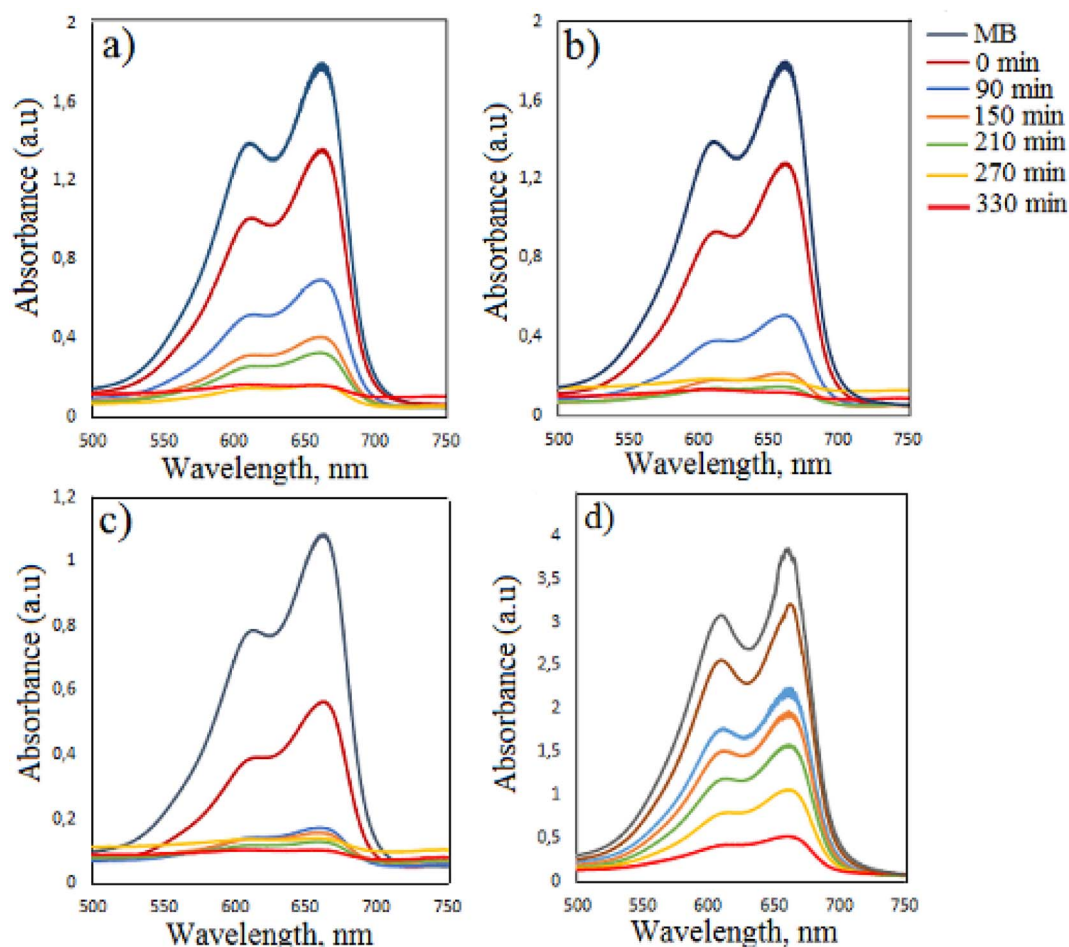 a)
2
1,6
1,2
0,8
0,4
0
Absorbance (a.u)
500 550 600 650 700 750
Wavelength, nm
b)
2
1,6
1,2
0,8
0,4
0
Absorbance (a.u)
500 550 600 650 700 750
Wavelength, nm
MB
0 min
90 min
150 min
210 min
270 min
330 min
c)
1,2
1
0,8
0,6
0,4
0,2
0
Absorbance (a.u)
500 550 600 650 700 750
Wavelength, nm
d)
4
3,5
3
2,5
2
1,5
1
0,5
0
Absorbance (a.u)
500 550 600 650 700 750
Wavelength, nm